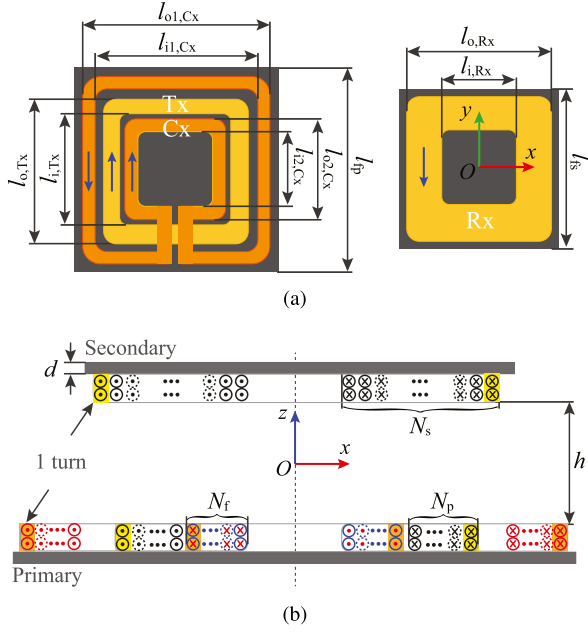 l_o1,Cx
l_i1,Cx
l_o,Rx
l_i,Rx
Tx
Cx
l_o,Tx
l_i,Tx
l_i2,Cx
l_o2,Cx
l_fp
y
O
x
l_fs
Rx
(a)
Secondary
d
N_s
z
1 turn
O
x
h
N_f
N_p
Primary
(b)